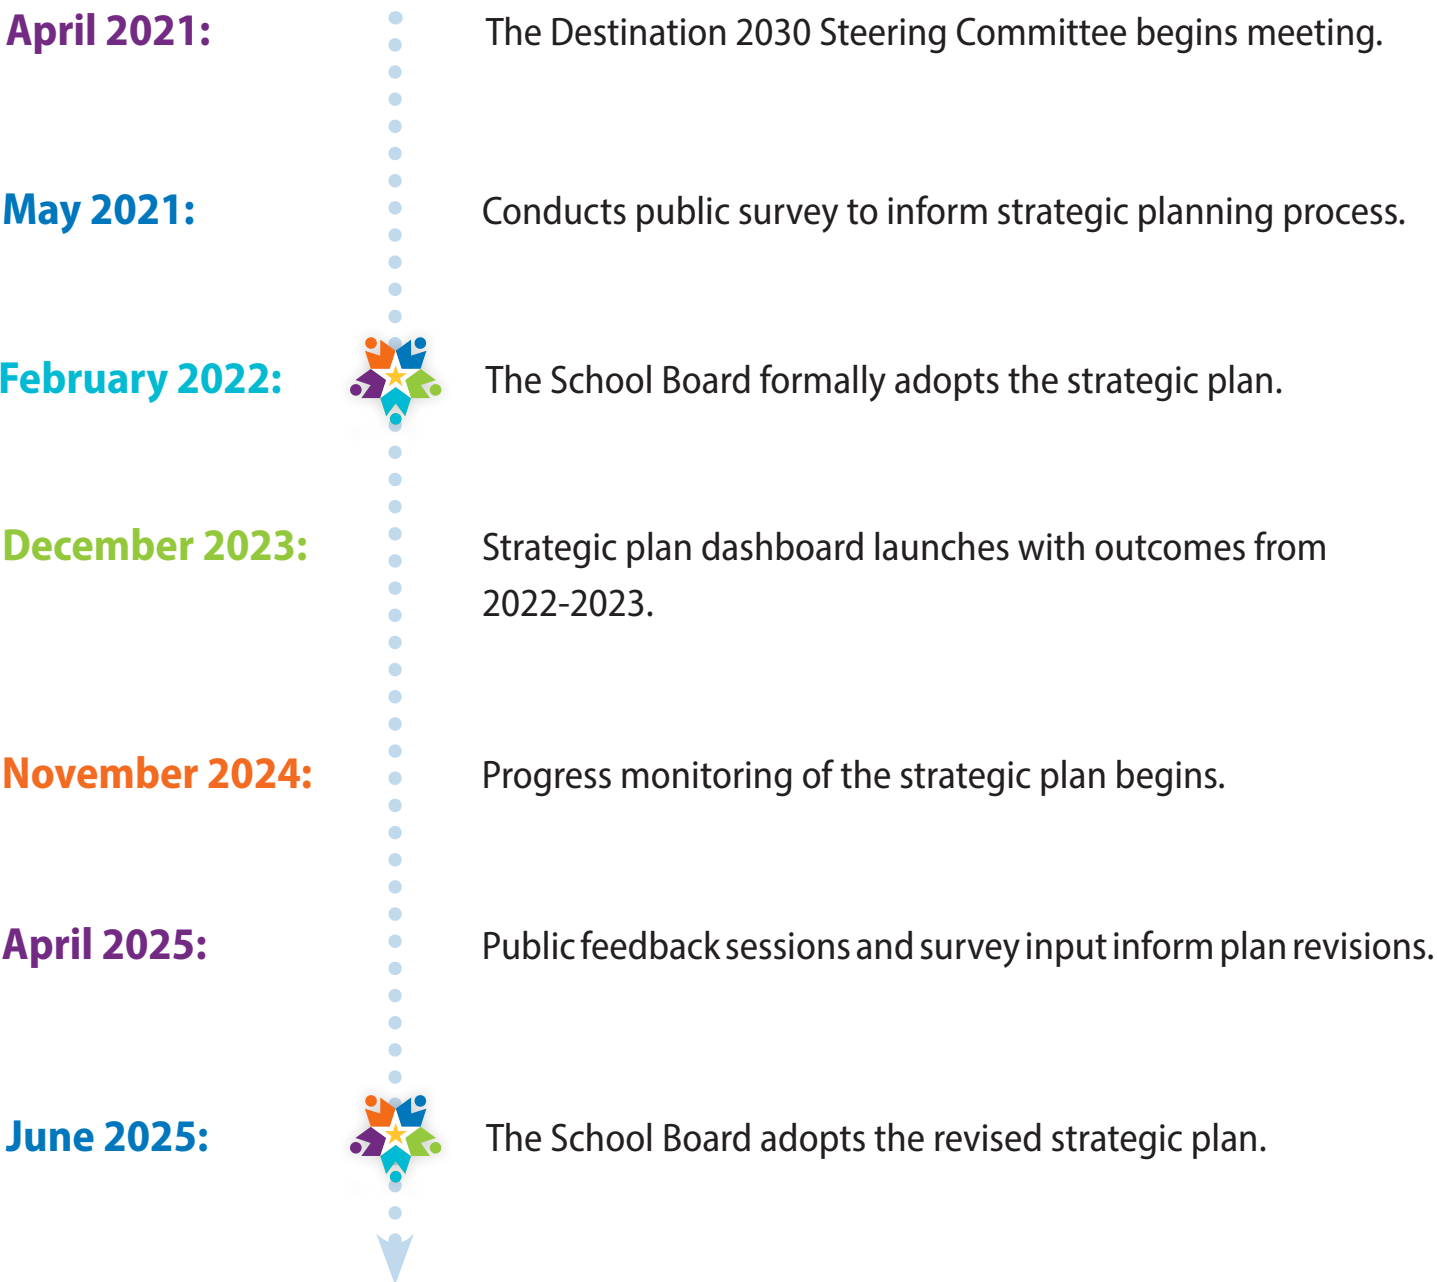 April 2021: The Destination 2030 Steering Committee begins meeting.
May 2021: Conducts public survey to inform strategic planning process.
February 2022: The School Board formally adopts the strategic plan.
December 2023: Strategic plan dashboard launches with outcomes from
2022-2023.
November 2024: Progress monitoring of the strategic plan begins.
April 2025: Public feedback sessions and survey input inform plan revisions.
June 2025: The School Board adopts the revised strategic plan.